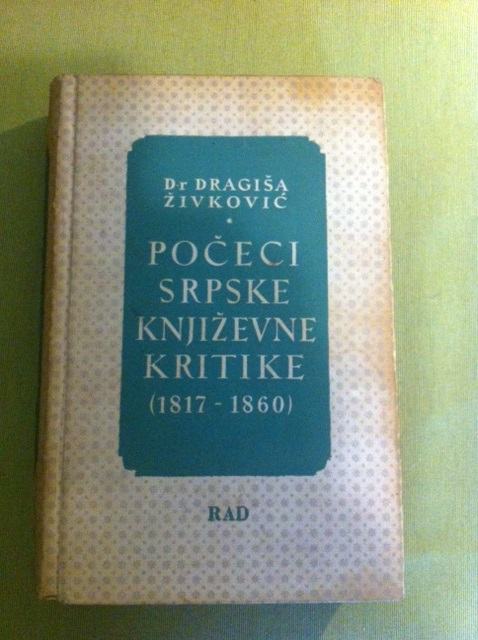 Dr DRAGIŠA
ŽIVKOVIĆ
*
POČECI
SRPSKE
KNJIŽEVNE
KRITIKE
(1817 - 1860)
RAD